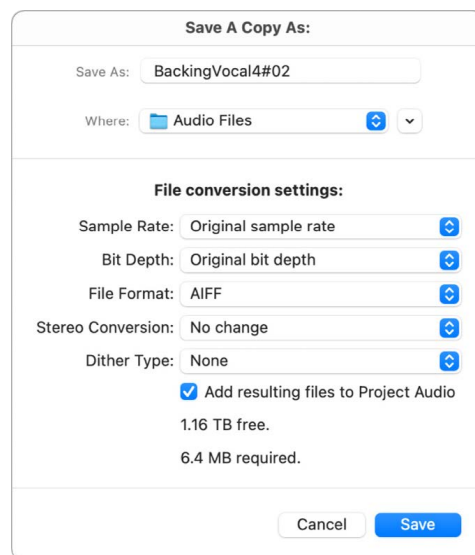 Save A Copy As:
Save As: BackingVocal4#02
Where: Audio Files
File conversion settings:
Sample Rate: Original sample rate
Bit Depth: Original bit depth
File Format: AIFF
Stereo Conversion: No change
Dither Type: None
Add resulting files to Project Audio
1.16 TB free.
6.4 MB required.
Cancel Save